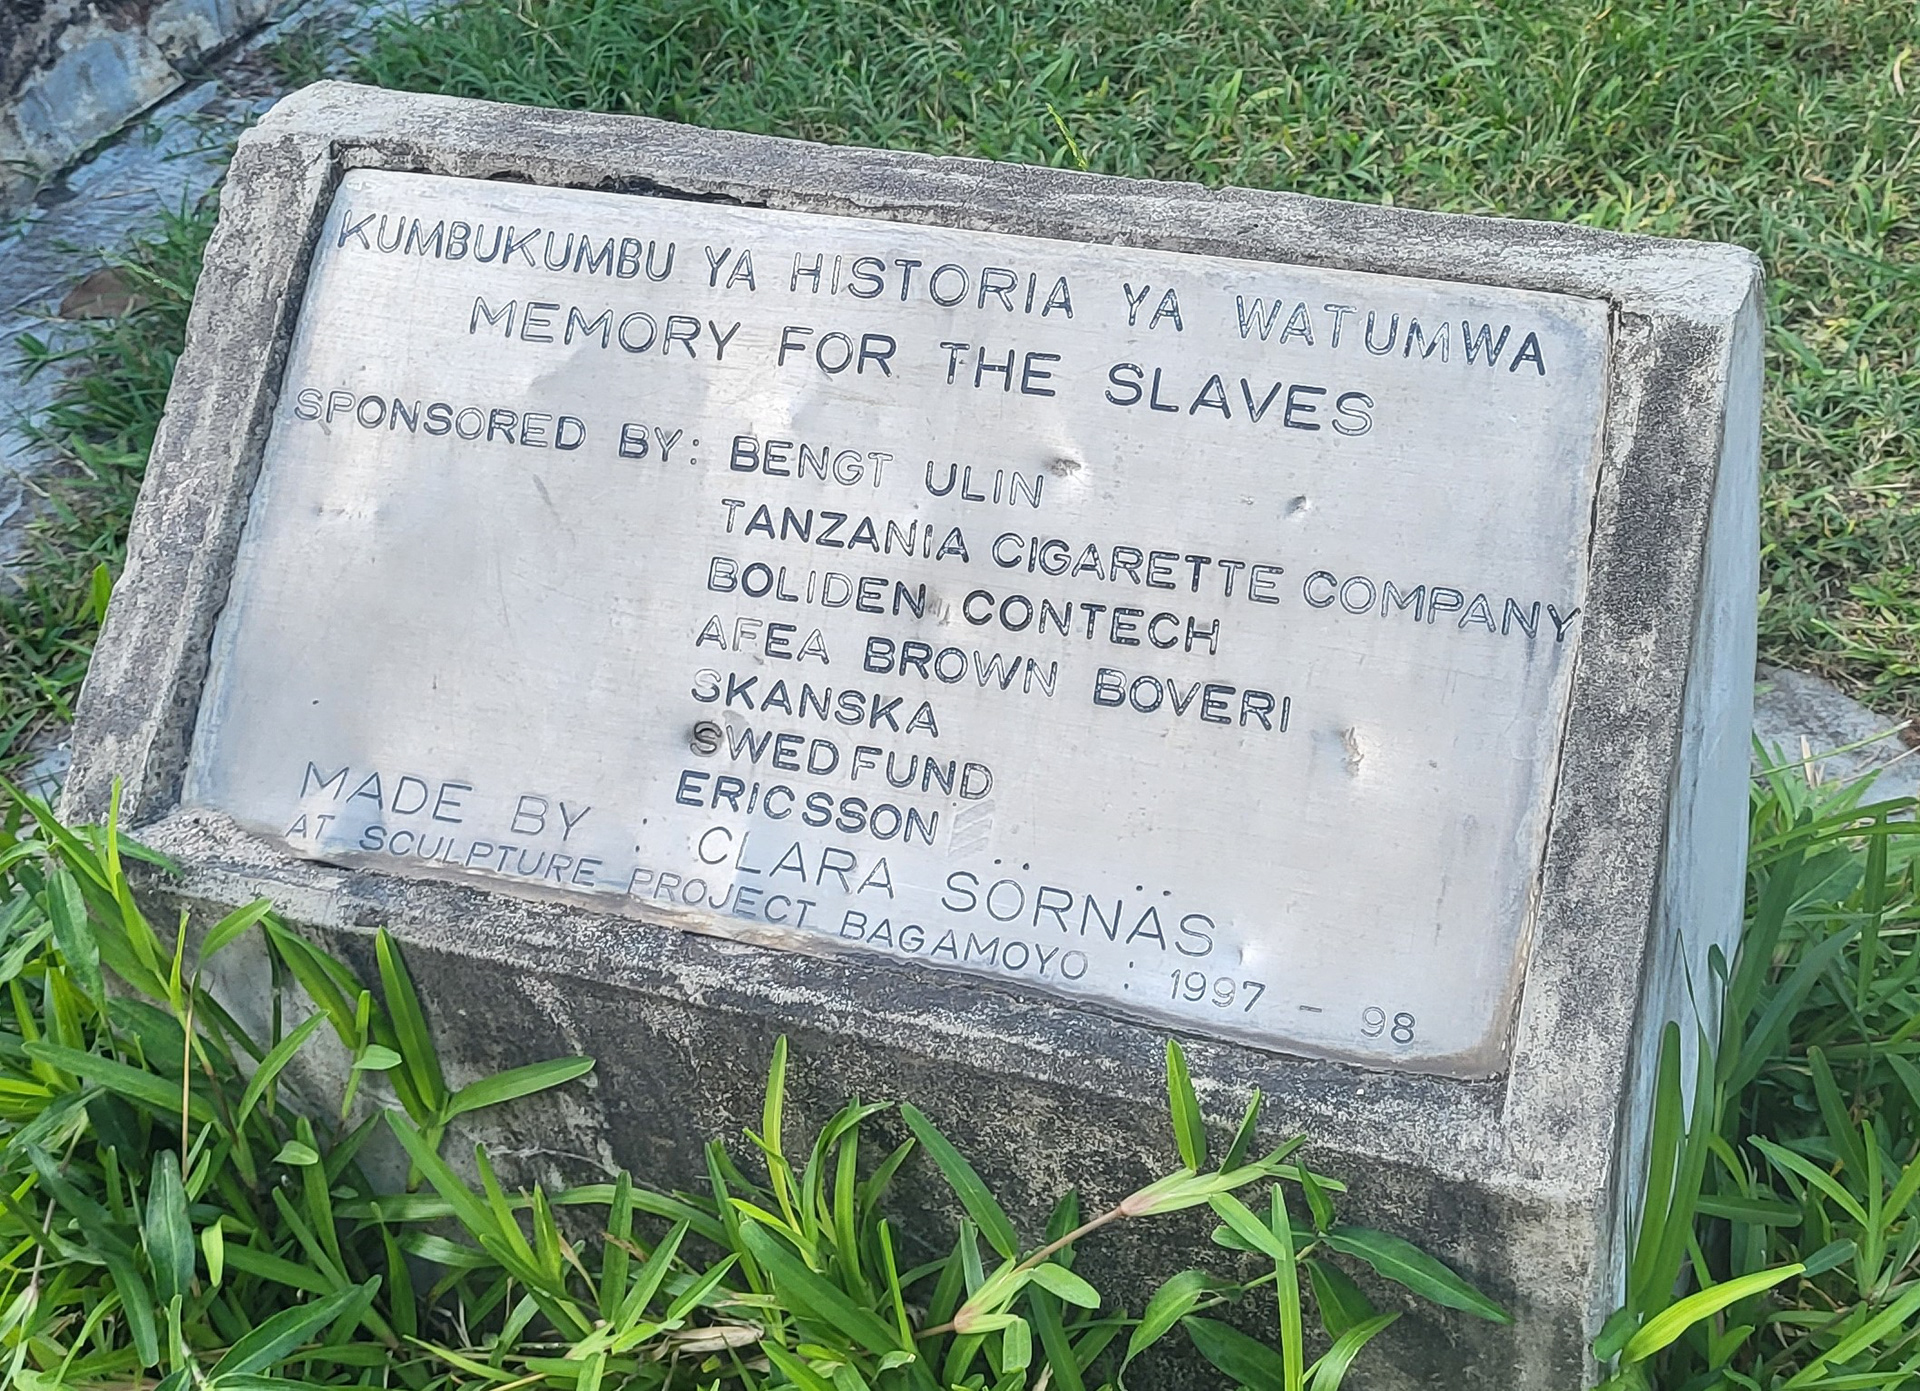 KUMBUKUMBU YA HISTORIA YA WATUMWA
MEMORY FOR THE SLAVES
SPONSORED BY: BENGT ULIN
TANZANIA CIGARETTE COMPANY
BOLIDEN CONTECH
AFEA BROWN BOVERI
SKANSKA
SWEDFUND
ERICSSON
MADE BY : CLARA SÖRNÄS
AT SCULPTURE PROJECT BAGAMOYO : 1997 - 98